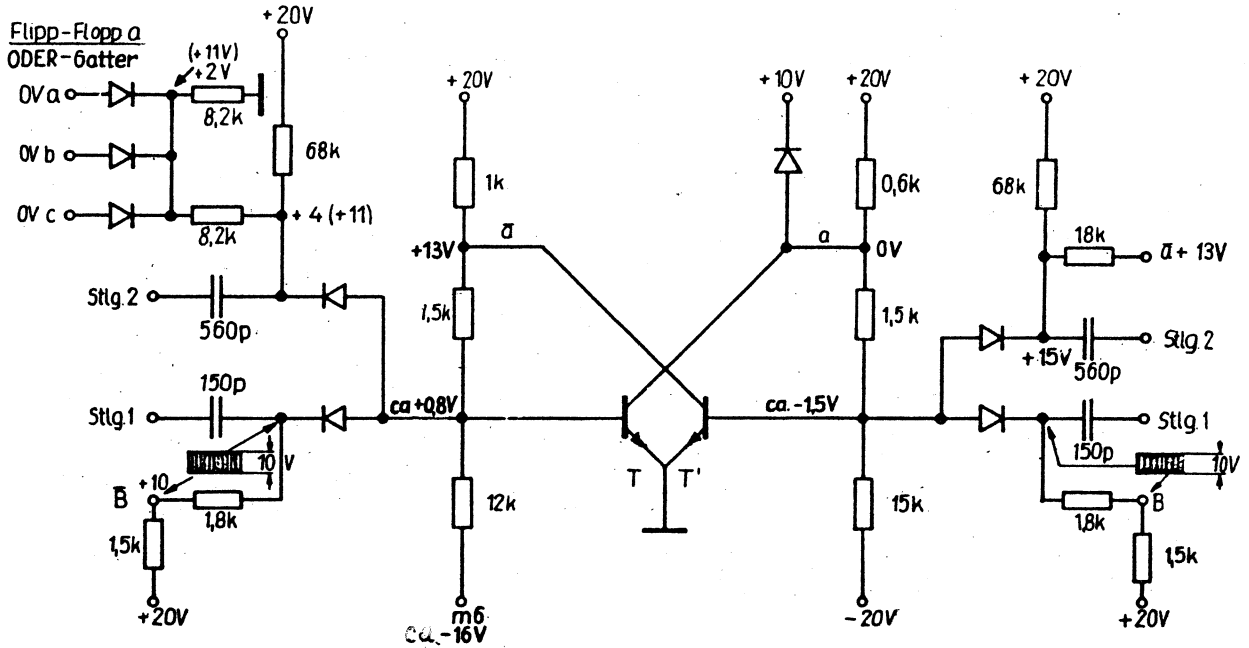 Flipp-Flopp a
ODER-Gatter
+20V
(+11V)
+2V
0V a
8,2k
0V b
68k
0V c
8,2k
+ 4 (+11)
Stlg. 2
560p
150p
Stlg.1
10 V
B̅
+10
1,8k
1,5k
+20V
+ 20V
1k
+13V
a̅
1,5k
ca +0,8V
12k
m6
ca. -16V
T
T'
+10V
+20V
0,6k
a
0V
1,5k
ca. -1,5V
15k
-20V
+20V
68k
18k
a̅ + 13V
Stlg. 2
+15V
560p
Stlg.1
150p
10V
B
1,8k
1,5k
+20V